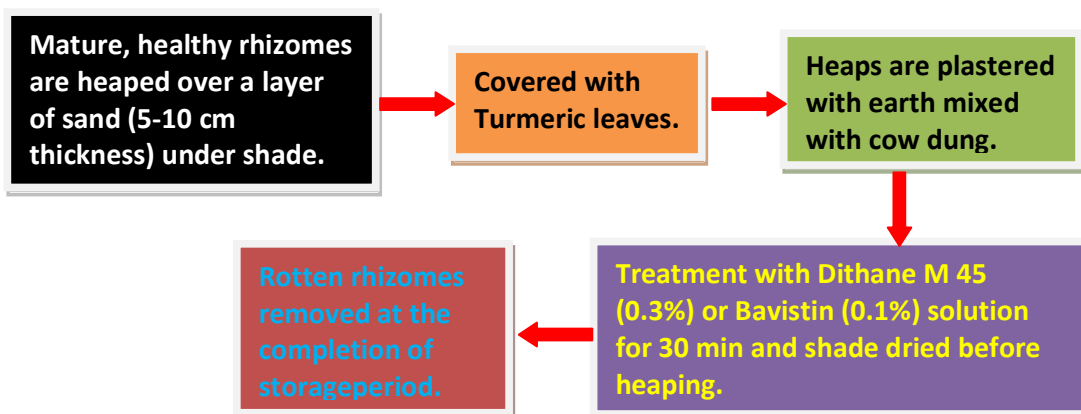 Mature, healthy rhizomes
are heaped over a layer
of sand (5-10 cm
thickness) under shade.
Covered with
Turmeric leaves.
Heaps are plastered
with earth mixed
with cow dung.
Treatment with Dithane M 45
(0.3%) or Bavistin (0.1%) solution
for 30 min and shade dried before
heaping.
Rotten rhizomes
removed at the
completion of
storageperiod.